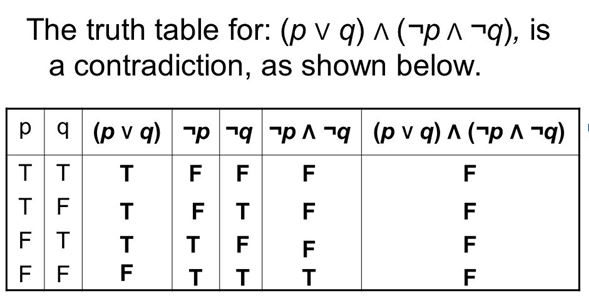 The truth table for: (p ∨ q) ∧ (¬p ∧ ¬q), is
a contradiction, as shown below.
p q (p v q) ¬p ¬q ¬p Λ ¬q (p v q) Λ (¬p Λ ¬q)
T T T F F F F
T F T F T F F
F T T T F F F
F F F T T T F